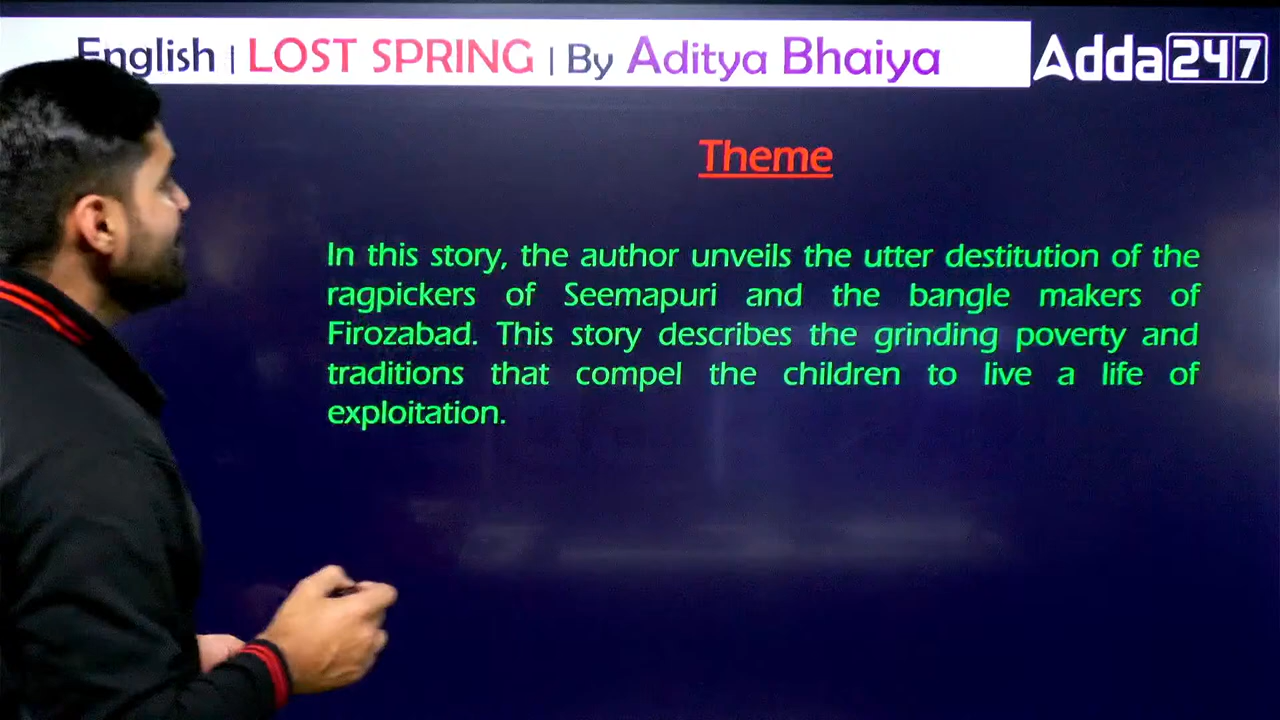 English | LOST SPRING | By Aditya Bhaiya
Adda247
Theme
In this story, the author unveils the utter destitution of the
ragpickers of Seemapuri and the bangle makers of
Firozabad. This story describes the grinding poverty and
traditions that compel the children to live a life of
exploitation.